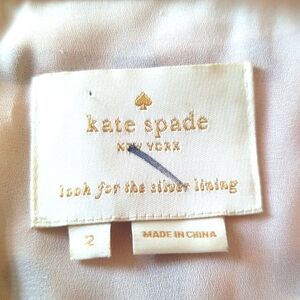 kate spade
NEW YORK
look for the silver lining
2
MADE IN CHINA